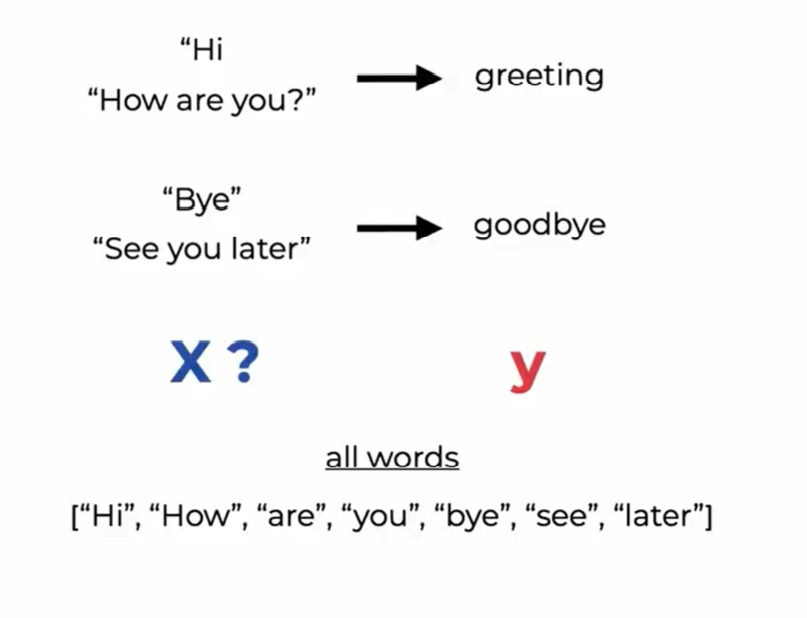 “Hi
“How are you?”
greeting
“Bye”
“See you later”
goodbye
X ?
y
all words
[“Hi”, “How”, “are”, “you”, “bye”, “see”, “later”]